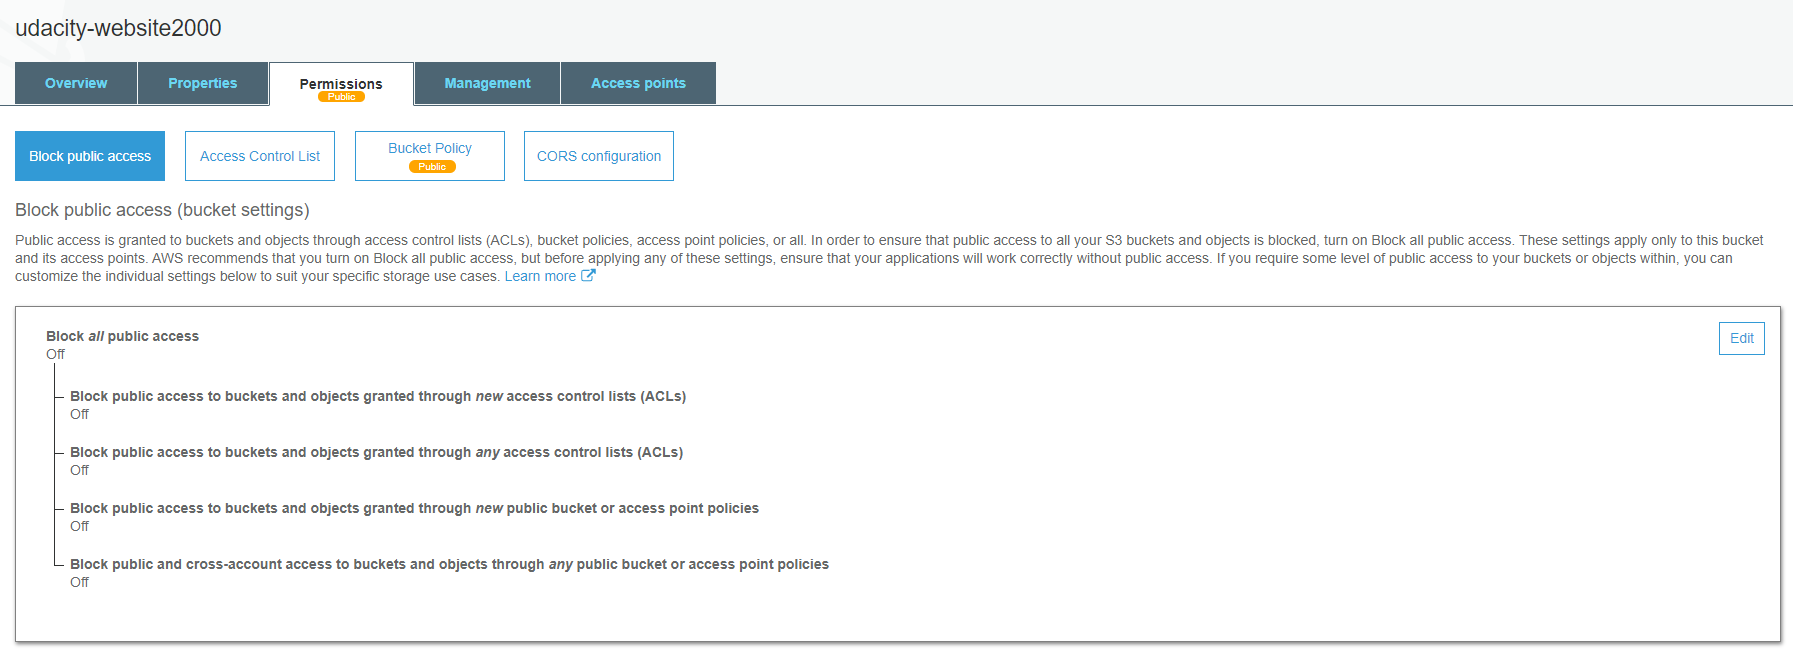 udacity-website2000
Overview
Properties
Permissions
Public
Management
Access points
Block public access
Access Control List
Bucket Policy
Public
CORS configuration
Block public access (bucket settings)
Public access is granted to buckets and objects through access control lists (ACLs), bucket policies, access point policies, or all. In order to ensure that public access to all your S3 buckets and objects is blocked, turn on Block all public access. These settings apply only to this bucket
and its access points. AWS recommends that you turn on Block all public access, but before applying any of these settings, ensure that your applications will work correctly without public access. If you require some level of public access to your buckets or objects within, you can
customize the individual settings below to suit your specific storage use cases. Learn more
Block all public access
Edit
Off
Block public access to buckets and objects granted through new access control lists (ACLs)
Off
Block public access to buckets and objects granted through any access control lists (ACLs)
Off
Block public access to buckets and objects granted through new public bucket or access point policies
Off
Block public and cross-account access to buckets and objects through any public bucket or access point policies
Off